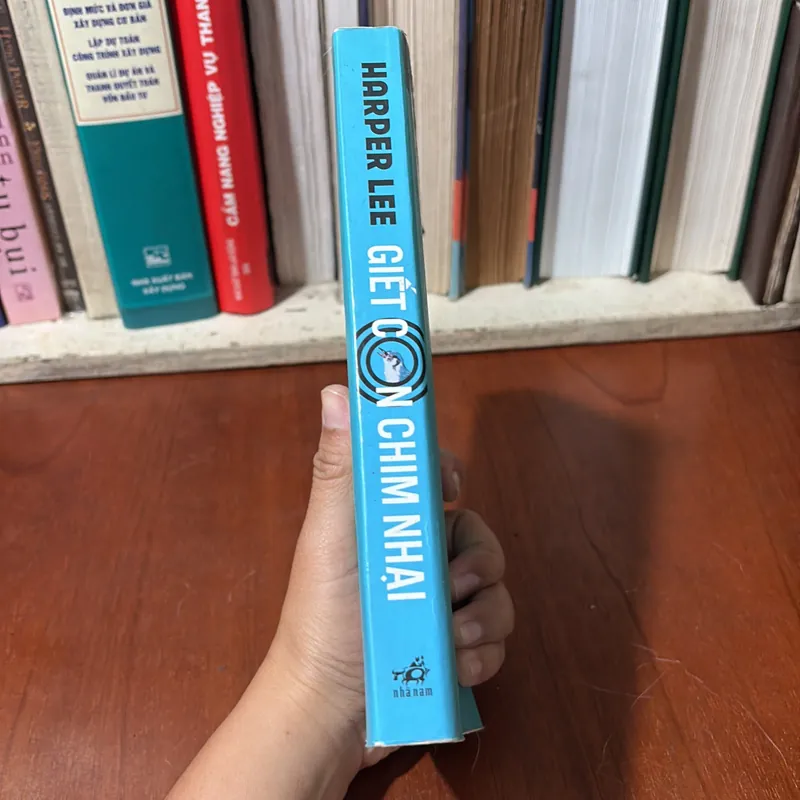 HARPER LEE
GIẾT CON CHIM NHẠI
nhã nam
ĐỊNH MỨC VÀ ĐƠN GIÁ
XÂY DỰNG CƠ BẢN
LẬP DỰ TOÁN
CÔNG TRÌNH XÂY DỰNG
QUẢN LÍ DỰ ÁN VÀ
THANH QUYẾT TOÁN
VỐN ĐẦU TƯ
NHÀ XUẤT BẢN
XÂY DỰNG
CẨM NANG NGHIỆP VỤ THAN
bụi